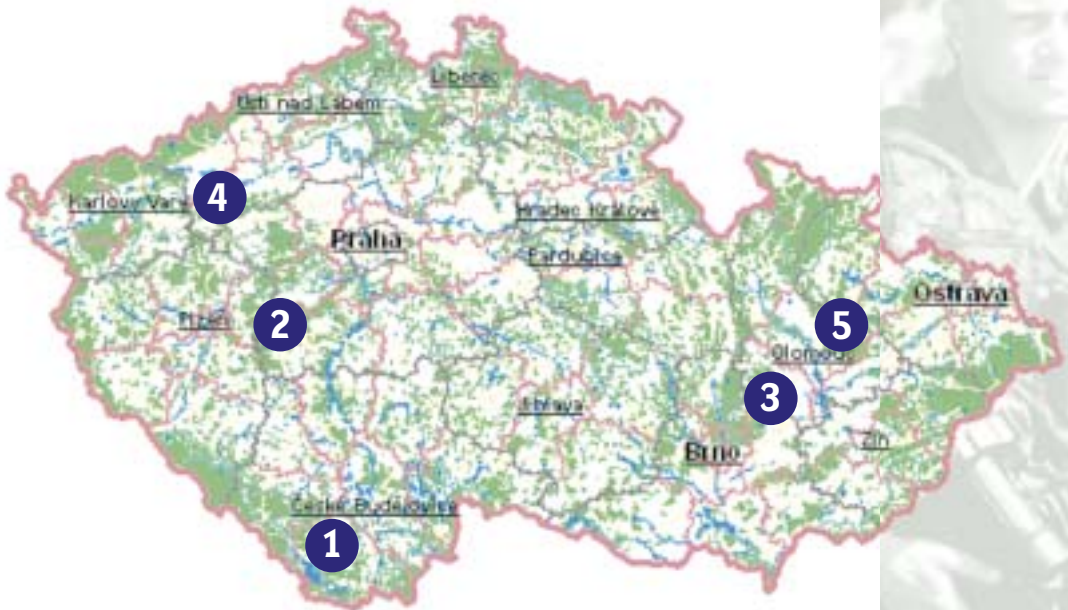 Liberec
Ústí nad Labem
4
Karlovy Vary
Hradec Králové
Praha
Pardubice
Ostrava
2
Plzeň
5
Olomouc
3
Jihlava
Brno
Zlín
České Budějovice
1